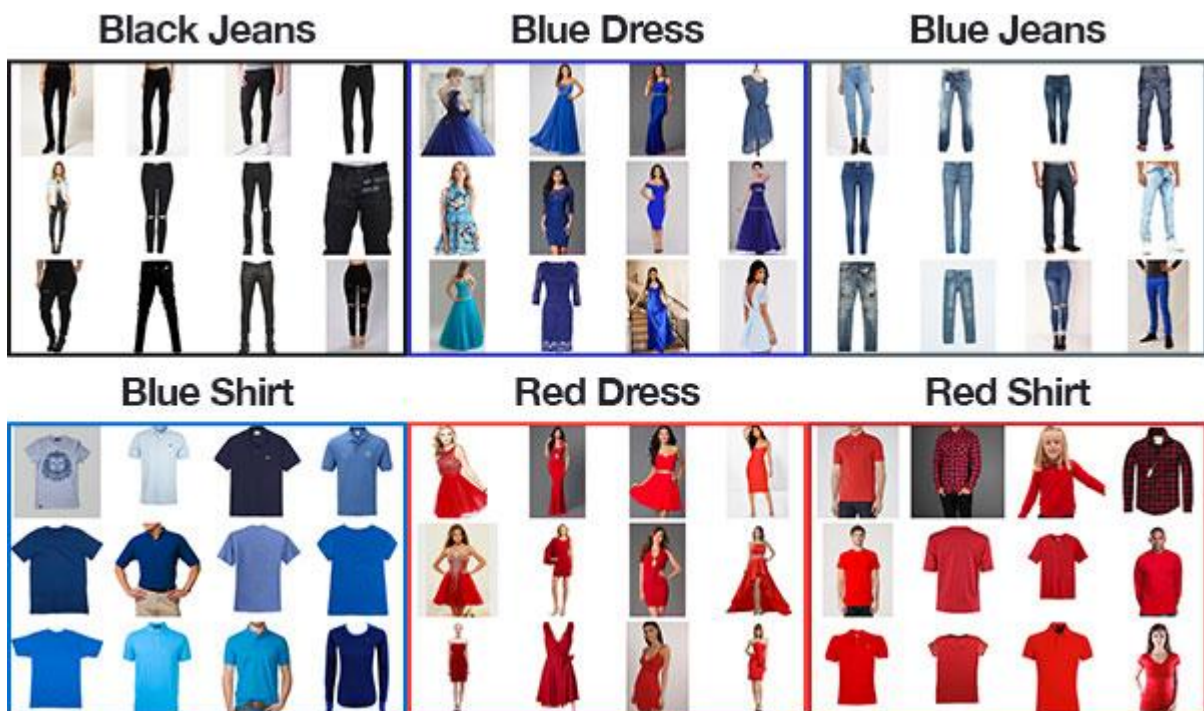 Black Jeans
Blue Dress
Blue Jeans
Blue Shirt
Red Dress
Red Shirt